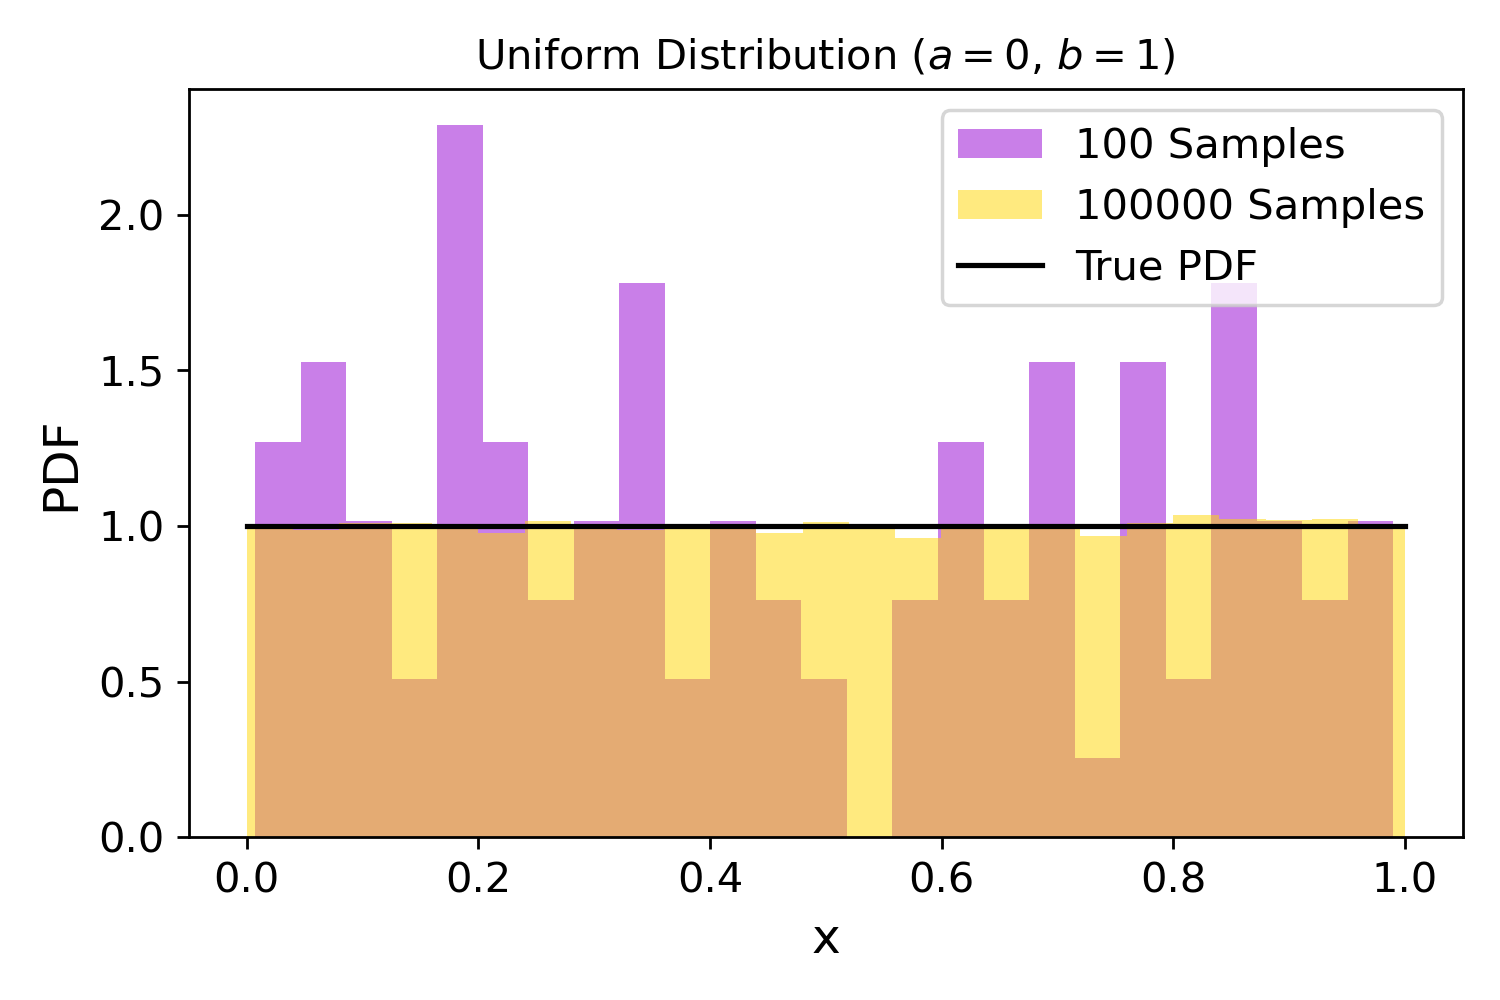 Uniform Distribution (a = 0, b = 1)
100 Samples
100000 Samples
True PDF
PDF
2.0
1.5
1.0
0.5
0.0
0.0 0.2 0.4 0.6 0.8 1.0
x